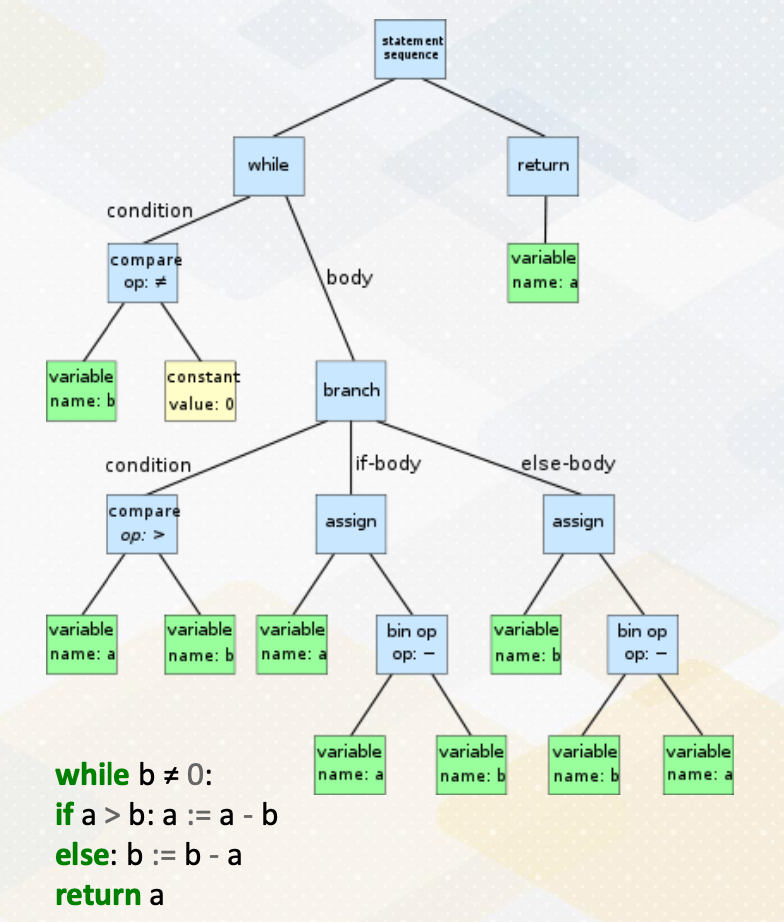 statement
sequence
while
return
condition
compare
op: ≠
body
variable
name: a
variable
name: b
constant
value: 0
branch
condition
if-body
else-body
compare
op: >
assign
assign
variable
name: a
variable
name: b
variable
name: a
bin op
op: −
variable
name: b
bin op
op: −
variable
name: a
variable
name: b
variable
name: b
variable
name: a
while b ≠ 0:
if a > b: a := a - b
else: b := b - a
return a